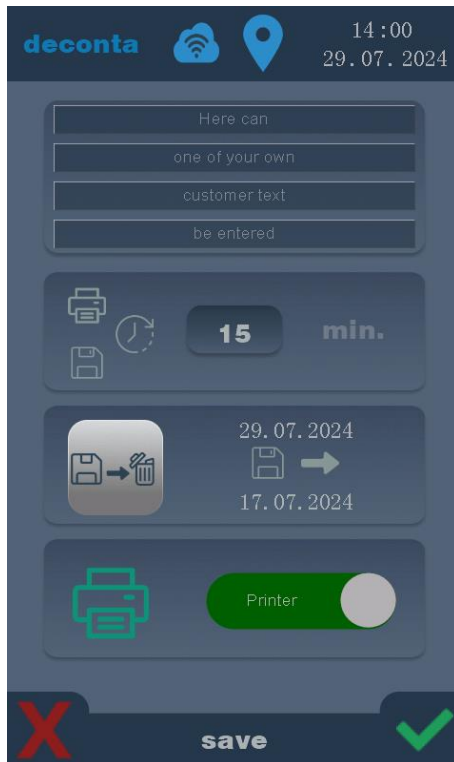 deconta
14:00
29.07.2024
Here can
one of your own
customer text
be entered
15 min.
29.07.2024
17.07.2024
Printer
save